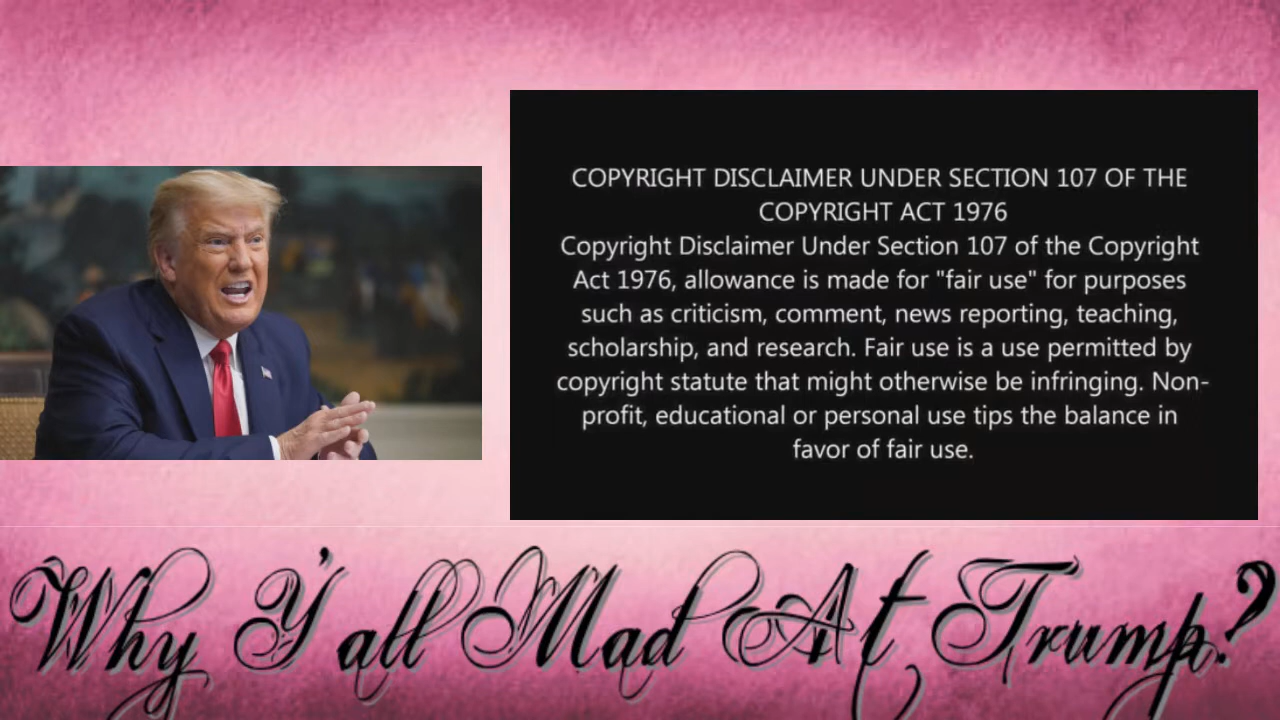 COPYRIGHT DISCLAIMER UNDER SECTION 107 OF THE
COPYRIGHT ACT 1976
Copyright Disclaimer Under Section 107 of the Copyright
Act 1976, allowance is made for "fair use" for purposes
such as criticism, comment, news reporting, teaching,
scholarship, and research. Fair use is a use permitted by
copyright statute that might otherwise be infringing. Non-
profit, educational or personal use tips the balance in
favor of fair use.
Why Y'all Mad At Trump?